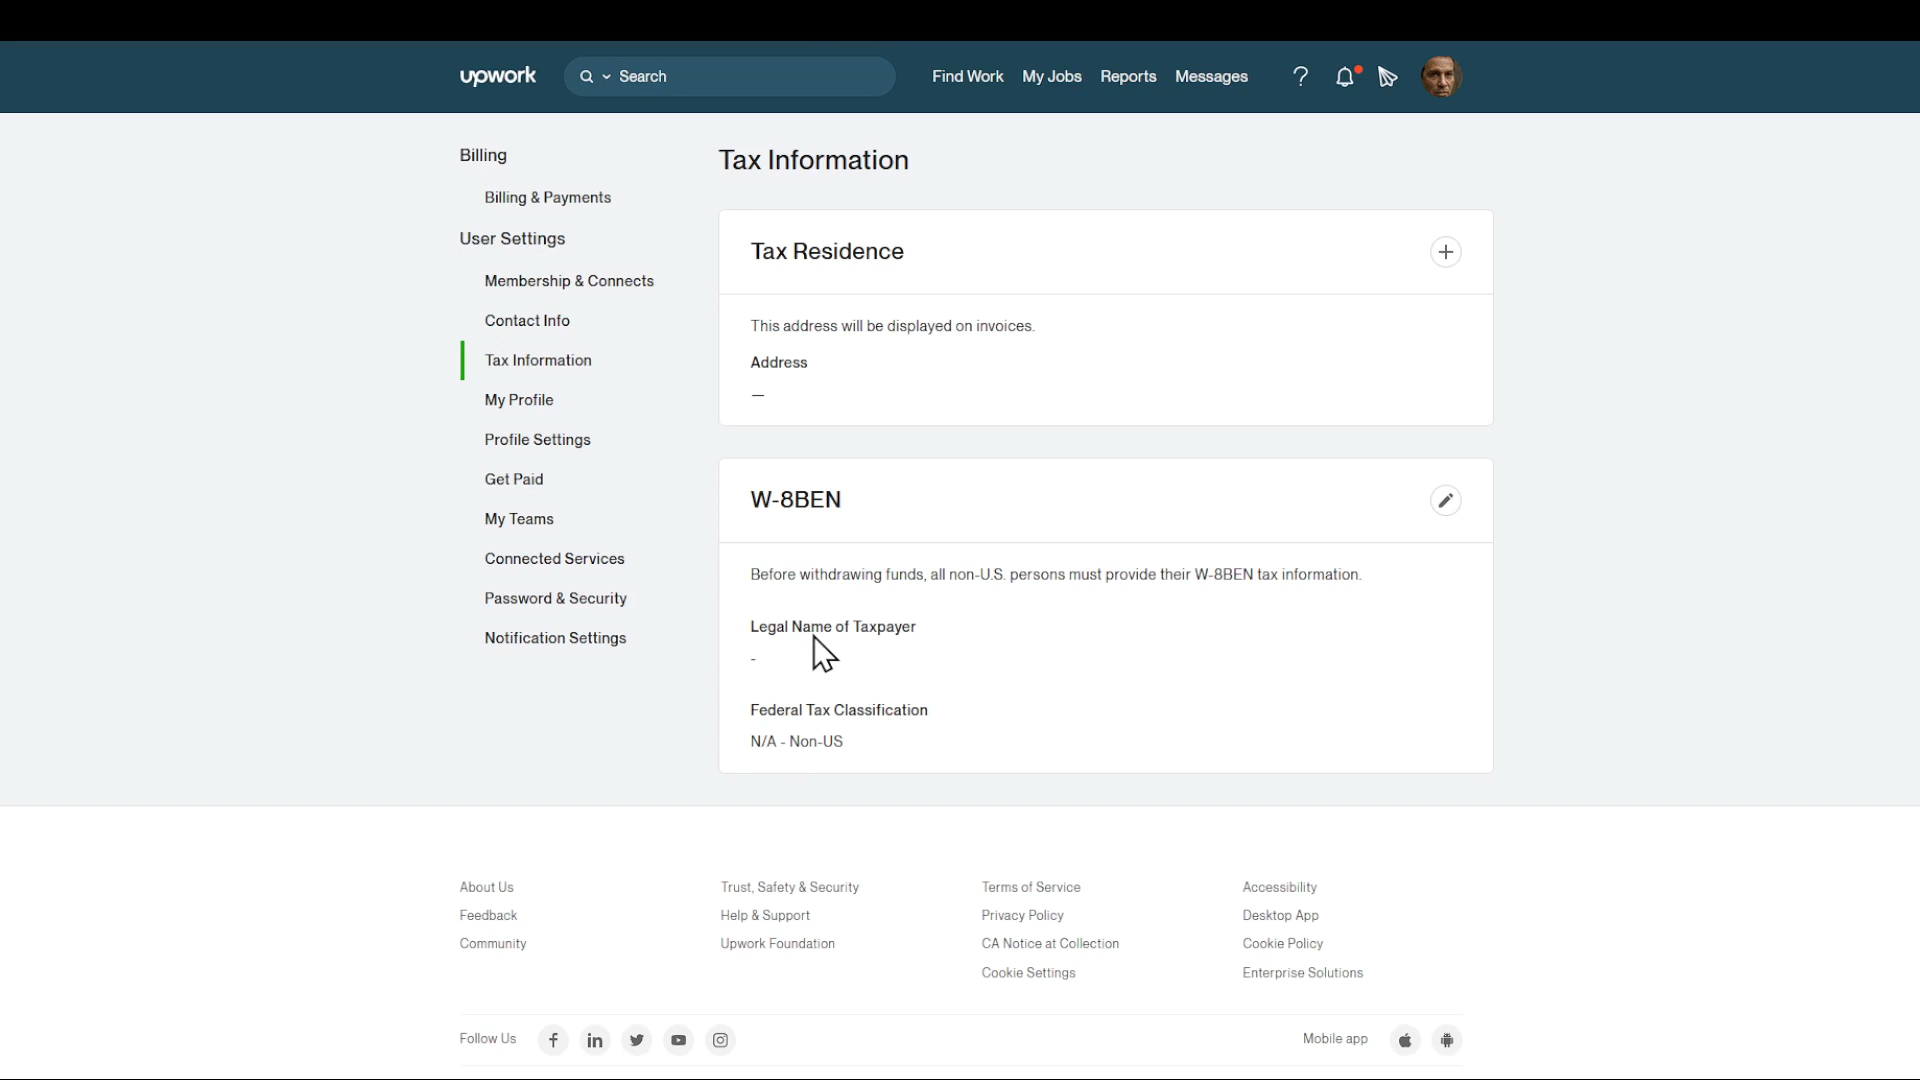 upwork
Search
Find Work
My Jobs
Reports
Messages
Billing
Billing & Payments
User Settings
Membership & Connects
Contact Info
Tax Information
My Profile
Profile Settings
Get Paid
My Teams
Connected Services
Password & Security
Notification Settings
Tax Information
Tax Residence
This address will be displayed on invoices.
Address
—
W-8BEN
Before withdrawing funds, all non-U.S. persons must provide their W-8BEN tax information.
Legal Name of Taxpayer
-
Federal Tax Classification
N/A - Non-US
About Us
Feedback
Community
Trust, Safety & Security
Help & Support
Upwork Foundation
Terms of Service
Privacy Policy
CA Notice at Collection
Cookie Settings
Accessibility
Desktop App
Cookie Policy
Enterprise Solutions
Follow Us
Mobile app